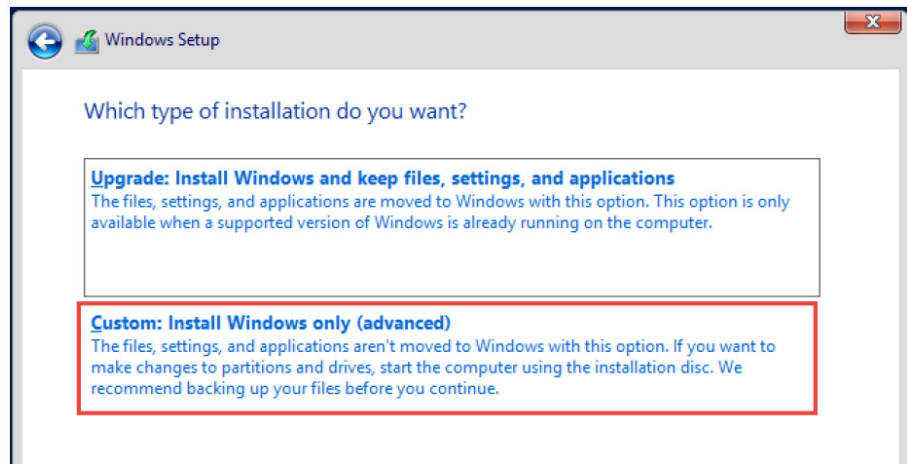 Windows Setup
Which type of installation do you want?
Upgrade: Install Windows and keep files, settings, and applications
The files, settings, and applications are moved to Windows with this option. This option is only
available when a supported version of Windows is already running on the computer.
Custom: Install Windows only (advanced)
The files, settings, and applications aren't moved to Windows with this option. If you want to
make changes to partitions and drives, start the computer using the installation disc. We
recommend backing up your files before you continue.